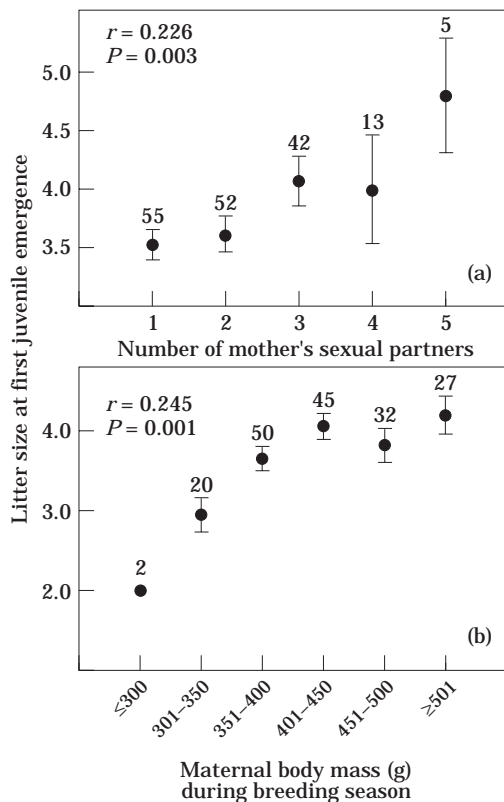 r = 0.226
P = 0.003
5
5.0
13
4.5
42
55
52
4.0
3.5
(a)
1 2 3 4 5
Number of mother's sexual partners
Litter size at first juvenile emergence
r = 0.245
P = 0.001
27
45
32
4.0
50
20
3.0
2
2.0
(b)
≤300 301–350 351–400 401–450 451–500 ≥501
Maternal body mass (g)
during breeding season